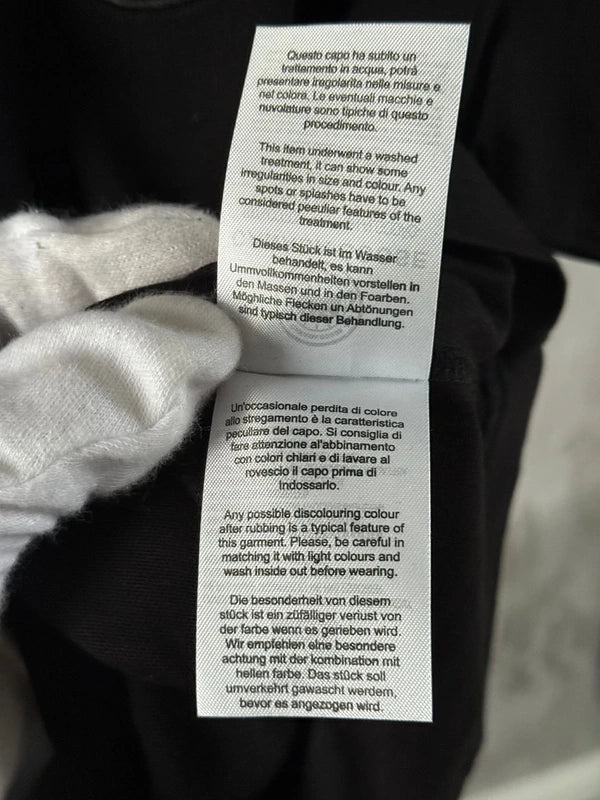 Questo capo ha subito un
trattamento in acqua, potrà
presentare irregolarità nelle misure e
nel colore. Le eventuali macchie e
nuvolature sono tipiche di questo
procedimento.
This item underwent a washed
treatment, it can show some
irregularities in size and colour. Any
spots or splashes have to be
considered peculiar features of the
treatment.
Dieses Stück ist im Wasser
behandelt, es kann
Ummvollkommenheiten vorstellen in
den Massen und in den Foarben.
Mögliche Flecken un Abtönungen
sind typisch dieser Behandlung.
Un'occasionale perdita di colore
allo stregamento è la caratteristica
peculiare del capo. Si consiglia di
fare attenzione all'abbinamento
con colori chiari e di lavare al
rovescio il capo prima di
indossarlo.
Any possible discolouring colour
after rubbing is a typical feature of
this garment. Please, be careful in
matching it with light colours and
wash inside out before wearing.
Die besonderheit von diesem
stück ist ein züfälliger veriust von
der farbe wenn es gerieben wird.
Wir empfehlen eine besondere
achtung mit der kombination mit
hellen farbe. Das stück soll
umverkehrt gawascht werdem,
bevor es angezogen wird.